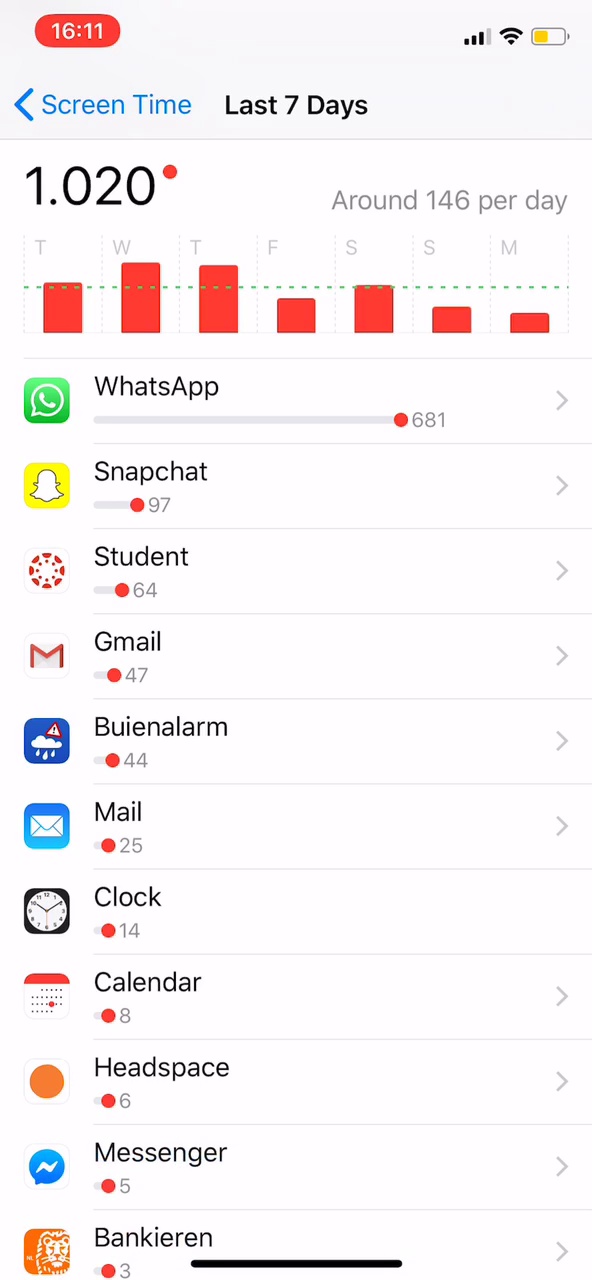 16:11
Screen Time Last 7 Days
1.020
Around 146 per day
T W T F S S M
WhatsApp
681
Snapchat
97
Student
64
Gmail
47
Buienalarm
44
Mail
25
Clock
14
Calendar
8
Headspace
6
Messenger
5
Bankieren
3